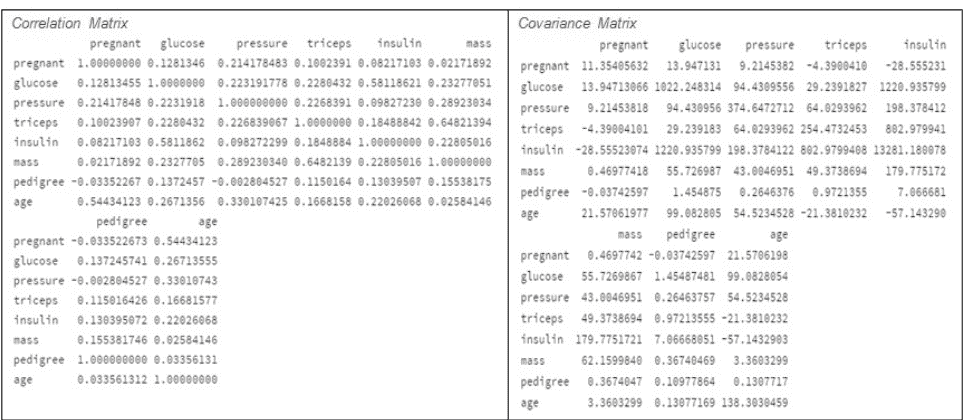 Correlation Matrix
pregnant glucose pressure triceps insulin mass
pregnant 1.00000000 0.1281346 0.214178483 0.1002391 0.08217103 0.02171892
glucose 0.12813455 1.0000000 0.223191778 0.2280432 0.58118621 0.23277051
pressure 0.21417848 0.2231918 1.000000000 0.2268391 0.09827230 0.28923034
triceps 0.10023907 0.2280432 0.226839067 1.0000000 0.18488842 0.64821394
insulin 0.08217103 0.5811862 0.098272299 0.1848884 1.00000000 0.22805016
mass 0.02171892 0.2327705 0.289230340 0.6482139 0.22805016 1.00000000
pedigree -0.03352267 0.1372457 -0.002804527 0.1150164 0.13039507 0.15538175
age 0.54434123 0.2671356 0.330107425 0.1668158 0.22026068 0.02584146
pedigree age
pregnant -0.033522673 0.54434123
glucose 0.137245741 0.26713555
pressure -0.002804527 0.33010743
triceps 0.115016426 0.16681577
insulin 0.130395072 0.22026068
mass 0.155381746 0.02584146
pedigree 1.000000000 0.03356131
age 0.033561312 1.00000000
Covariance Matrix
pregnant glucose pressure triceps insulin
pregnant 11.35405632 13.947131 9.2145382 -4.3900410 -28.555231
glucose 13.94713066 1022.248314 94.4309556 29.2391827 1220.935799
pressure 9.21453818 94.430956 374.6472712 64.0293962 198.378412
triceps -4.39004101 29.239183 64.0293962 254.4732453 802.979941
insulin -28.55523074 1220.935799 198.3784122 802.9799408 13281.180078
mass 0.46977418 55.726987 43.0046951 49.3738694 179.775172
pedigree -0.03742597 1.454875 0.2646376 0.9721355 7.066681
age 21.57061977 99.082805 54.5234528 -21.3810232 -57.143290
mass pedigree age
pregnant 0.4697742 -0.03742597 21.5706198
glucose 55.7269867 1.45487481 99.0828054
pressure 43.0046951 0.26463757 54.5234528
triceps 49.3738694 0.97213555 -21.3810232
insulin 179.7751721 7.06668051 -57.1432903
mass 62.1599840 0.36740469 3.3603299
pedigree 0.3674047 0.10977864 0.1307717
age 3.3603299 0.13077169 138.3030459